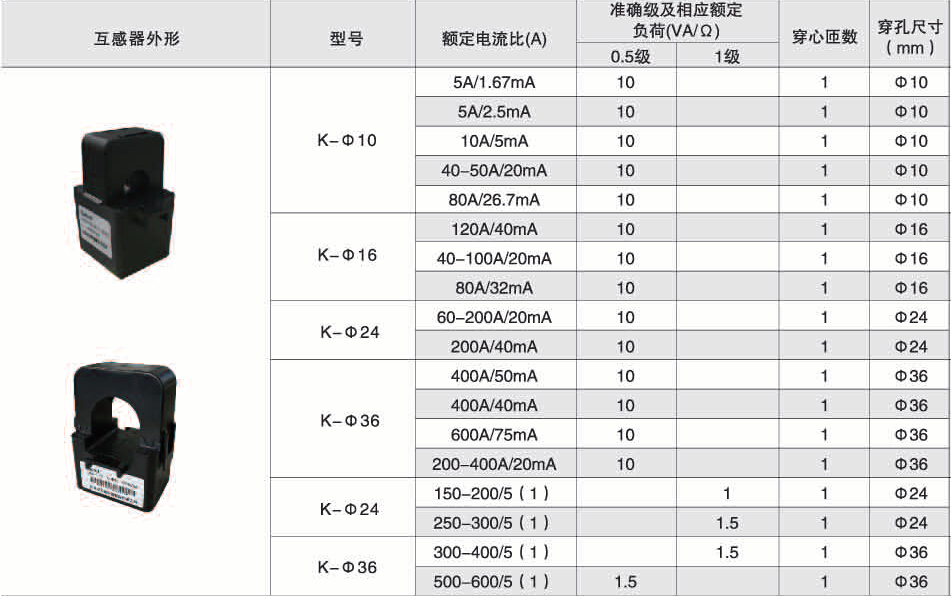 互感器外形 型号 额定电流比(A) 准确级及相应额定负荷(VA/Ω) 穿心匝数 穿孔尺寸(mm)
0.5级 1级
K-Φ10
5A/1.67mA 10 1 Φ10
5A/2.5mA 10 1 Φ10
10A/5mA 10 1 Φ10
40-50A/20mA 10 1 Φ10
80A/26.7mA 10 1 Φ10
K-Φ16
120A/40mA 10 1 Φ16
40-100A/20mA 10 1 Φ16
80A/32mA 10 1 Φ16
K-Φ24
60-200A/20mA 10 1 Φ24
200A/40mA 10 1 Φ24
K-Φ36
400A/50mA 10 1 Φ36
400A/40mA 10 1 Φ36
600A/75mA 10 1 Φ36
200-400A/20mA 10 1 Φ36
K-Φ24
150-200/5（1） 1 1 Φ24
250-300/5（1） 1.5 1 Φ24
K-Φ36
300-400/5（1） 1.5 1 Φ36
500-600/5（1） 1.5 1 Φ36